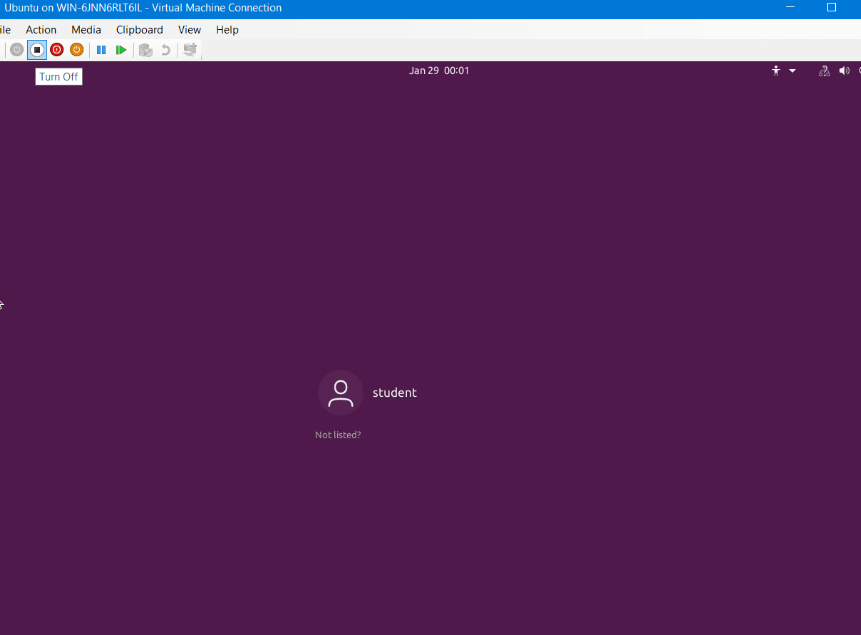 Ubuntu on WIN-6JNN6RLT6IL - Virtual Machine Connection
ile Action Media Clipboard View Help
Turn Off
Jan 29 00:01
student
Not listed?